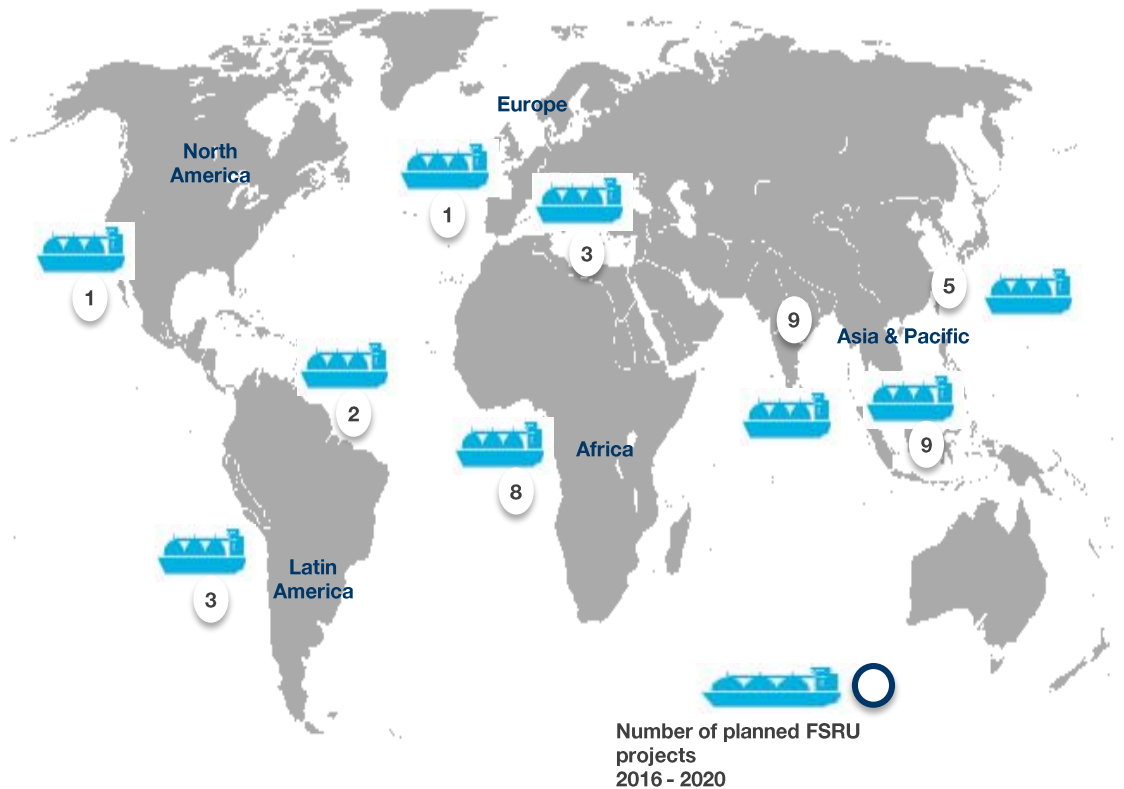 Europe
North
America
1
3
1
5
9
Asia & Pacific
2
9
Africa
8
Latin
America
3
Number of planned FSRU
projects
2016 - 2020